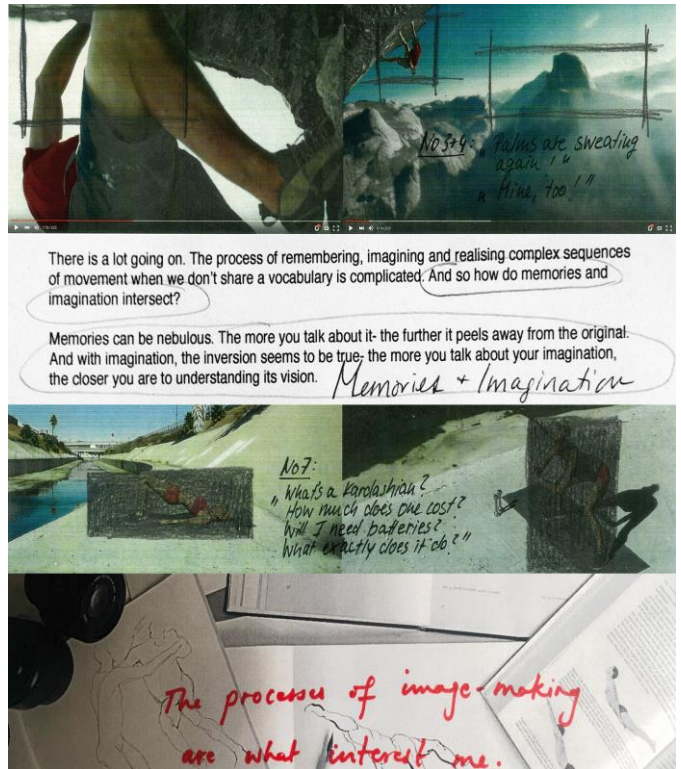 No 3+4: „Palms are sweating
again!"
„Mine, too!"
There is a lot going on. The process of remembering, imagining and realising complex sequences
of movement when we don't share a vocabulary is complicated. And so how do memories and
imagination intersect?
Memories can be nebulous. The more you talk about it- the further it peels away from the original.
And with imagination, the inversion seems to be true- the more you talk about your imagination,
the closer you are to understanding its vision.
Memories + Imagination
No 7:
„What's a Kardashian?
How much does one cost?
Will I need batteries?
What exactly does it do?"
The processes of image-making
are what interest me.